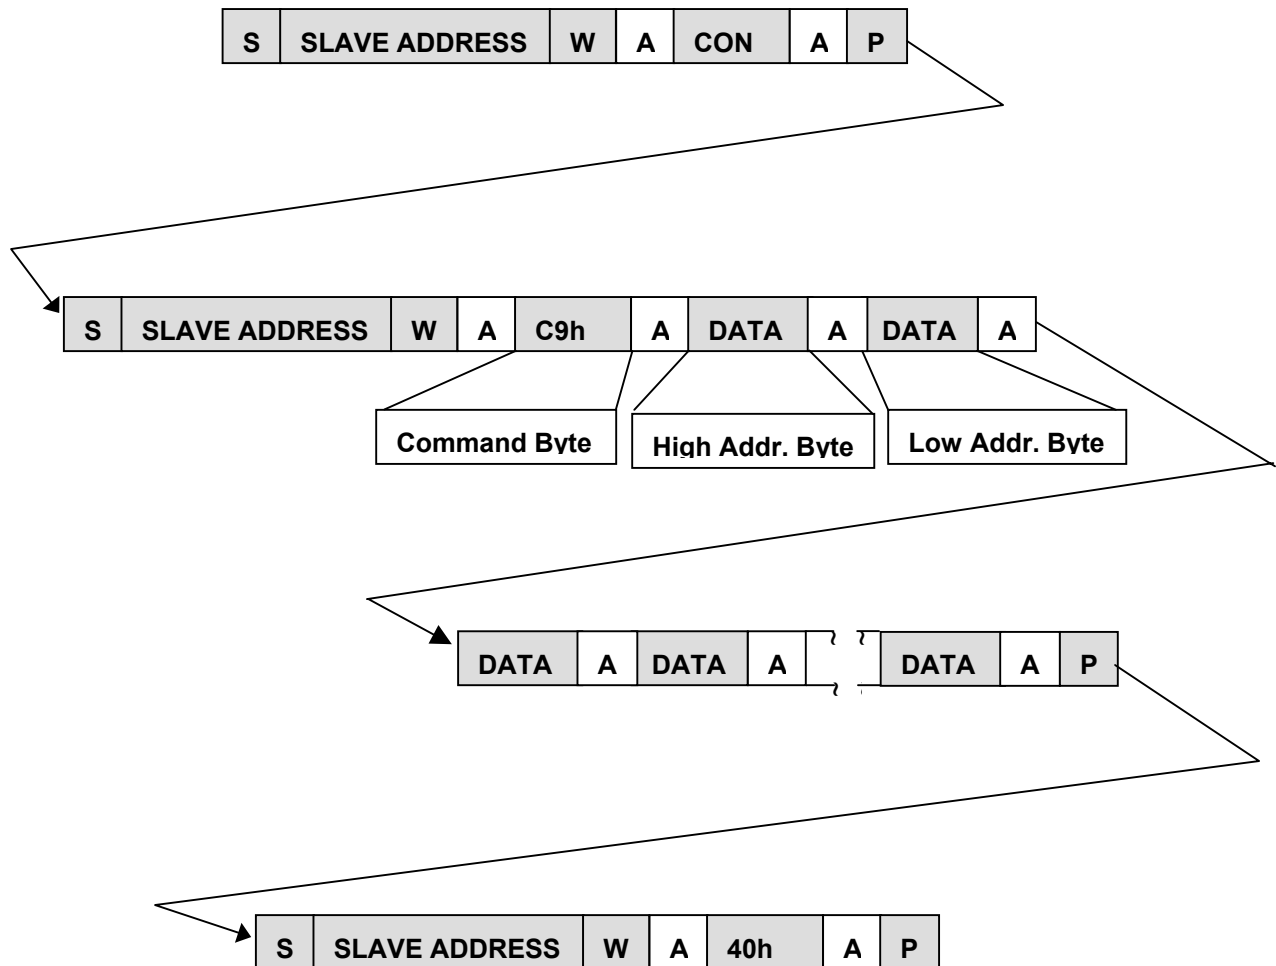 S SLAVE ADDRESS W A CON A P
S SLAVE ADDRESS W A C9h A DATA A DATA A
Command Byte High Addr. Byte Low Addr. Byte
DATA A DATA A ~ ~ DATA A P
S SLAVE ADDRESS W A 40h A P